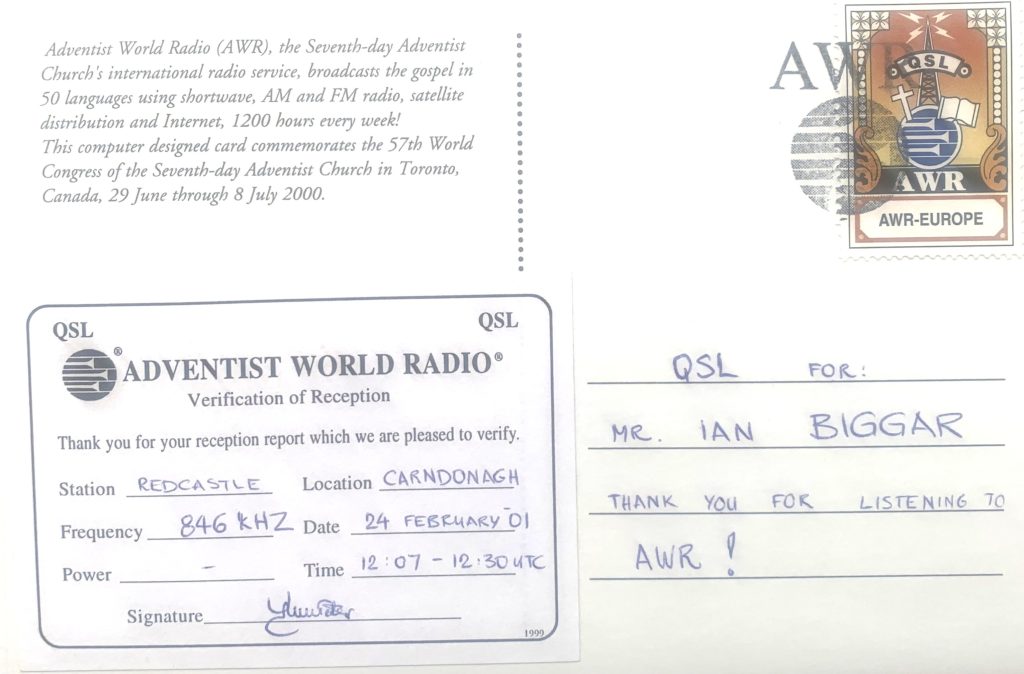 Adventist World Radio (AWR), the Seventh-day Adventist
Church's international radio service, broadcasts the gospel in
50 languages using shortwave, AM and FM radio, satellite
distribution and Internet, 1200 hours every week!
This computer designed card commemorates the 57th World
Congress of the Seventh-day Adventist Church in Toronto,
Canada, 29 June through 8 July 2000.
AWR
QSL
AWR
AWR-EUROPE
QSL QSL
® ADVENTIST WORLD RADIO®
Verification of Reception
Thank you for your reception report which we are pleased to verify.
Station REDCASTLE Location CARNDONAGH
Frequency 846 KHZ Date 24 FEBRUARY '01
Power - Time 12:07 - 12:30 UTC
Signature
1999
QSL FOR:
MR. IAN BIGGAR
THANK YOU FOR LISTENING TO
AWR!